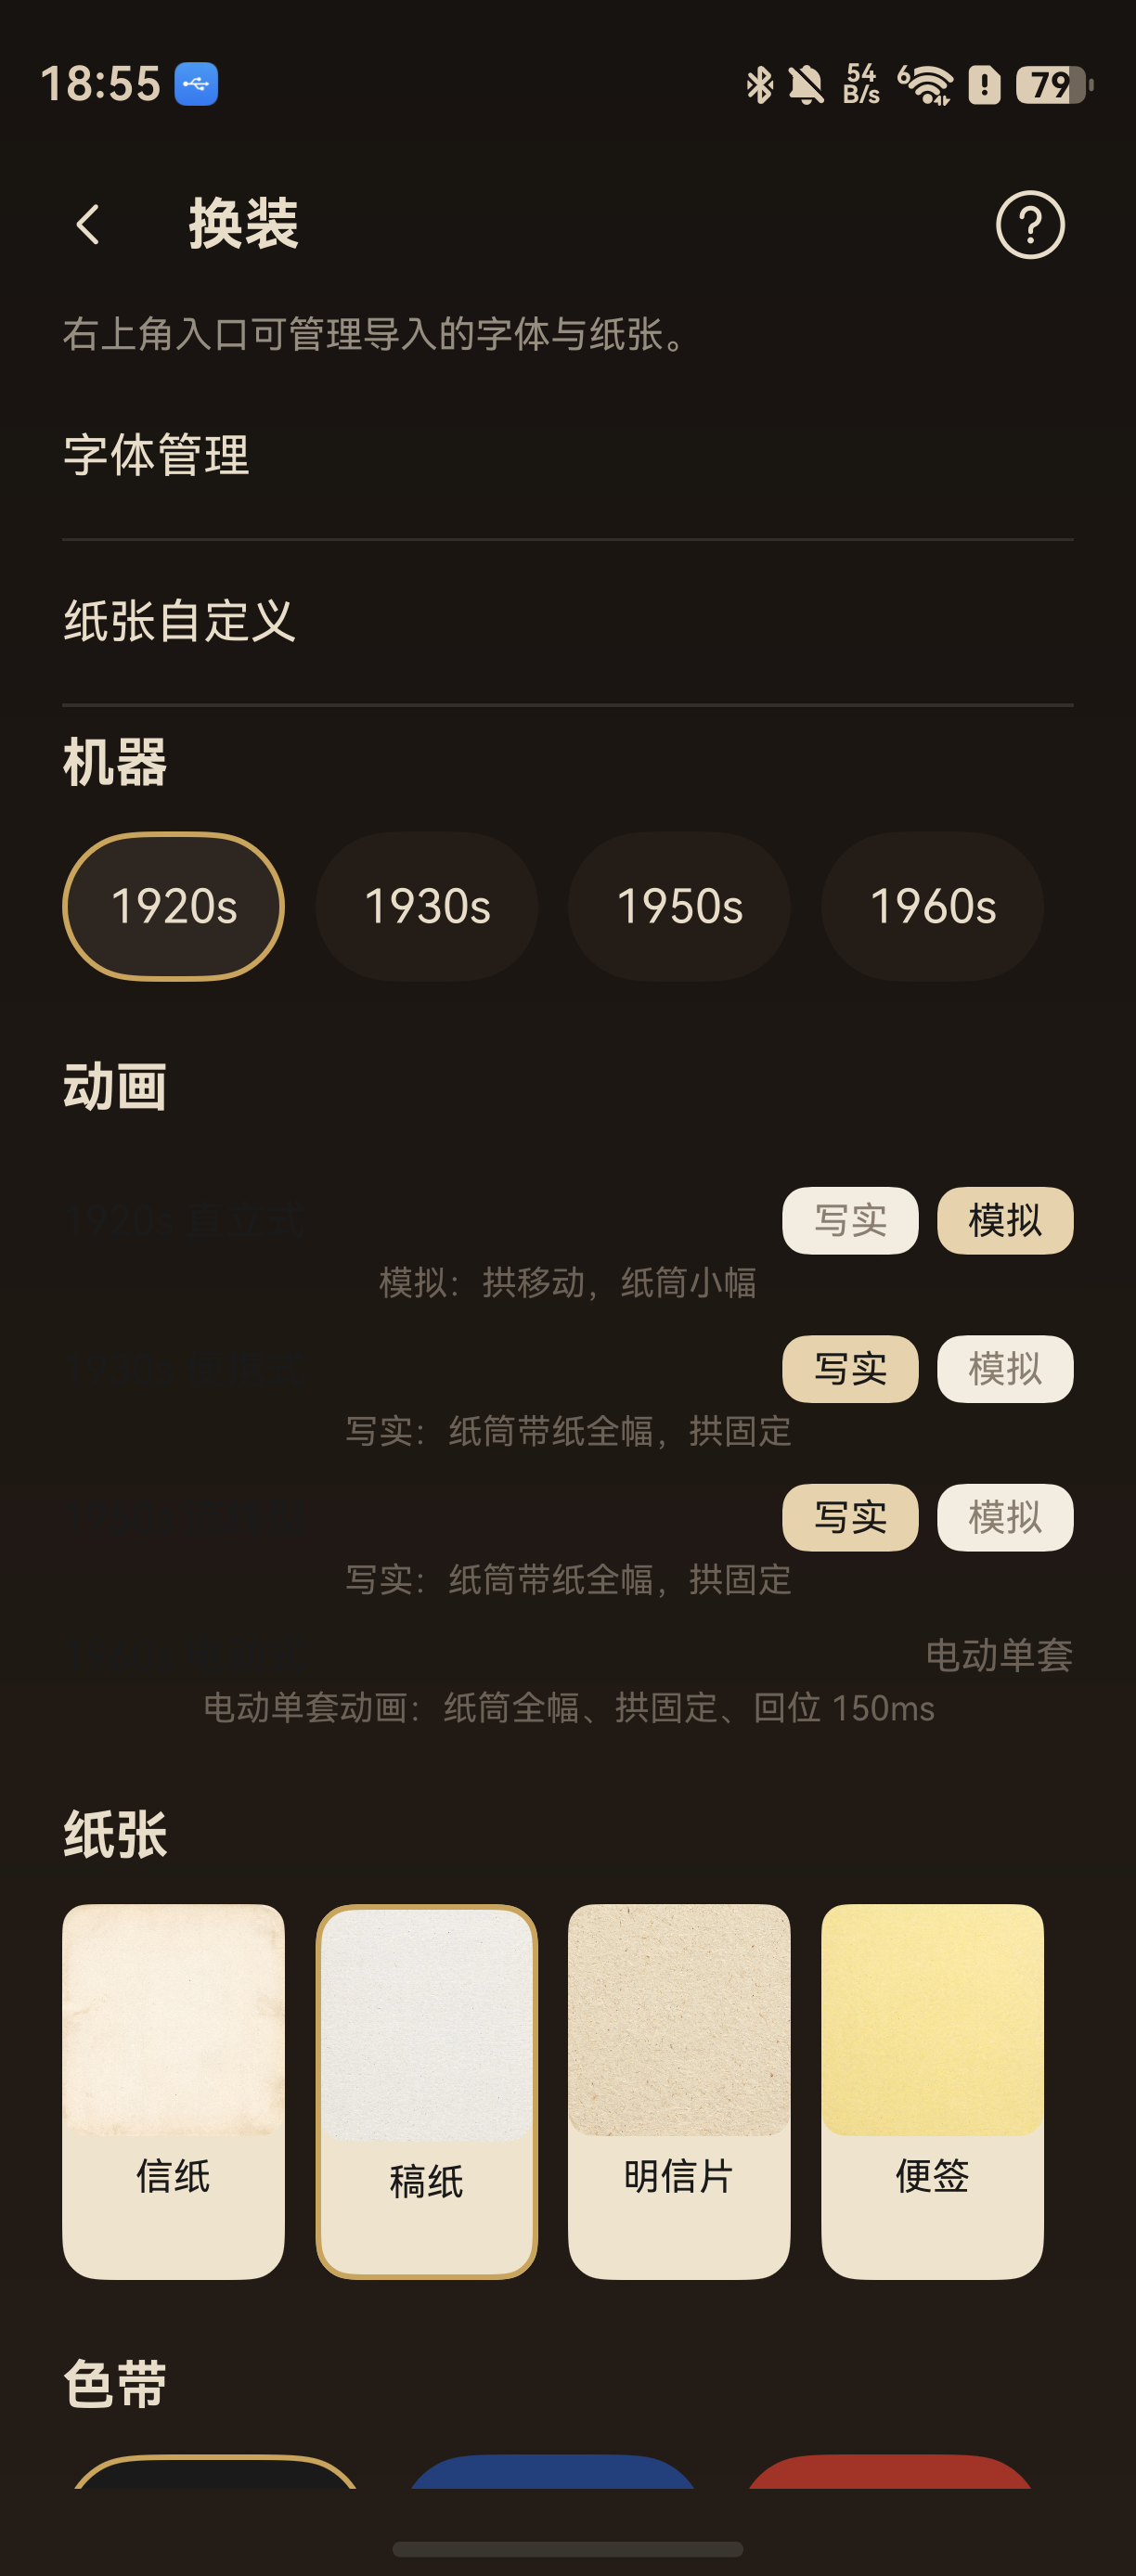 18:55
54 B/s
6
79
换装
右上角入口可管理导入的字体与纸张。
字体管理
纸张自定义
机器
1920s 1930s 1950s 1960s
动画
1920s 直立式 写实 模拟
模拟：拱移动，纸筒小幅
写实 模拟
写实：纸筒带纸全幅，拱固定
写实 模拟
写实：纸筒带纸全幅，拱固定
电动单套
电动单套动画：纸筒全幅、拱固定、回位 150ms
纸张
信纸 稿纸 明信片 便签
色带